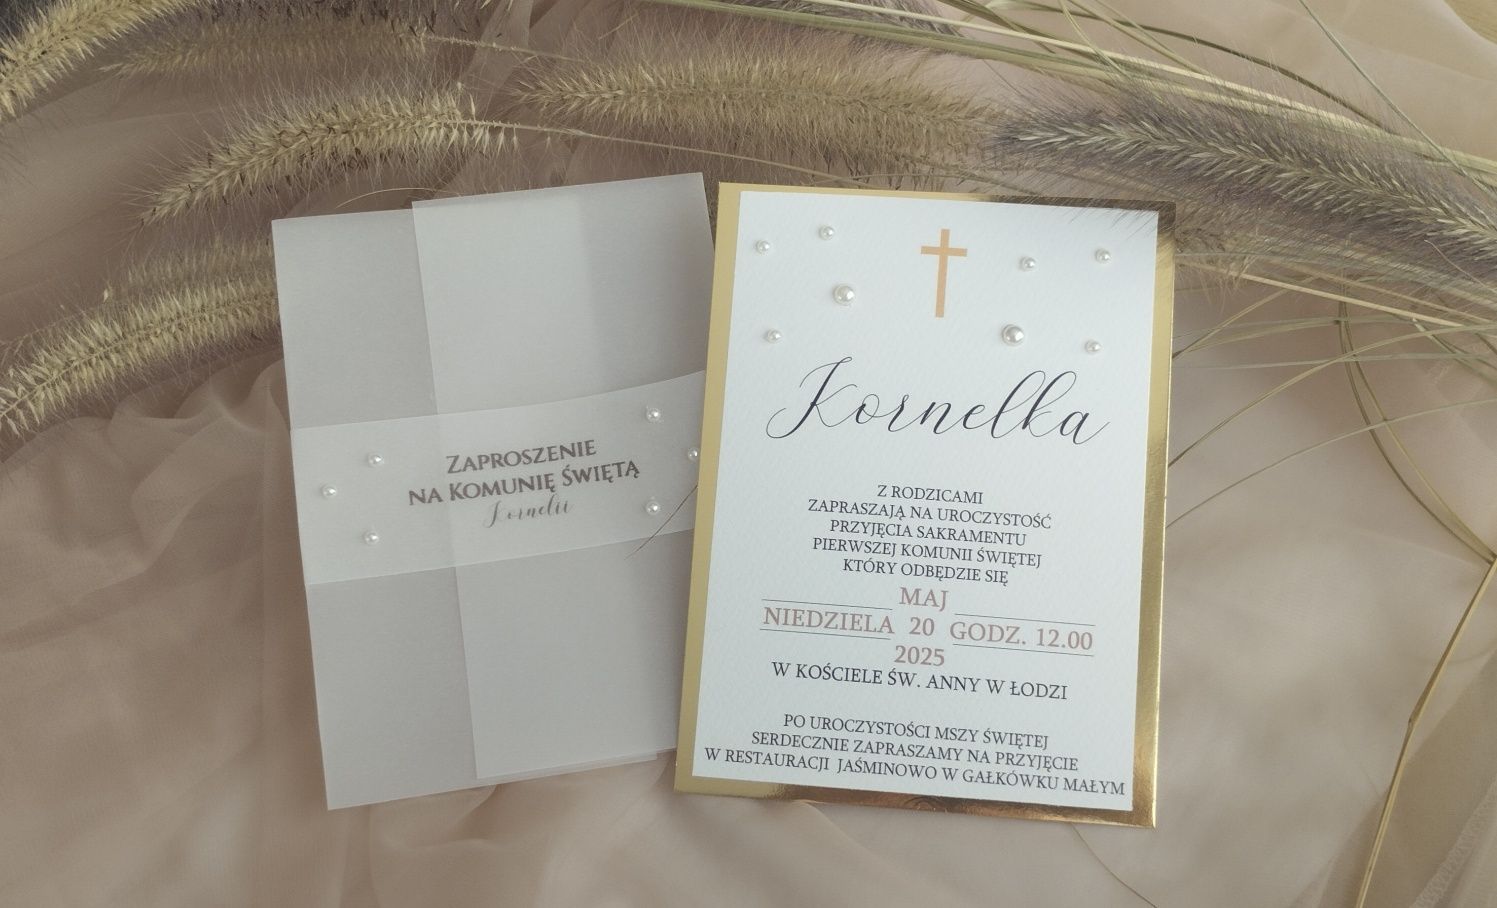 Zaproszenie
na Komunię Świętą
Kornelii
Kornelka
Z RODZICAMI
ZAPRASZAJĄ NA UROCZYSTOŚĆ
PRZYJĘCIA SAKRAMENTU
PIERWSZEJ KOMUNII ŚWIĘTEJ
KTÓRY ODBĘDZIE SIĘ
MAJ
NIEDZIELA 20 GODZ. 12.00
2025
W KOŚCIELE ŚW. ANNY W ŁODZI
PO UROCZYSTOŚCI MSZY ŚWIĘTEJ
SERDECZNIE ZAPRASZAMY NA PRZYJĘCIE
W RESTAURACJI JAŚMINOWO W GAŁKÓWKU MAŁYM